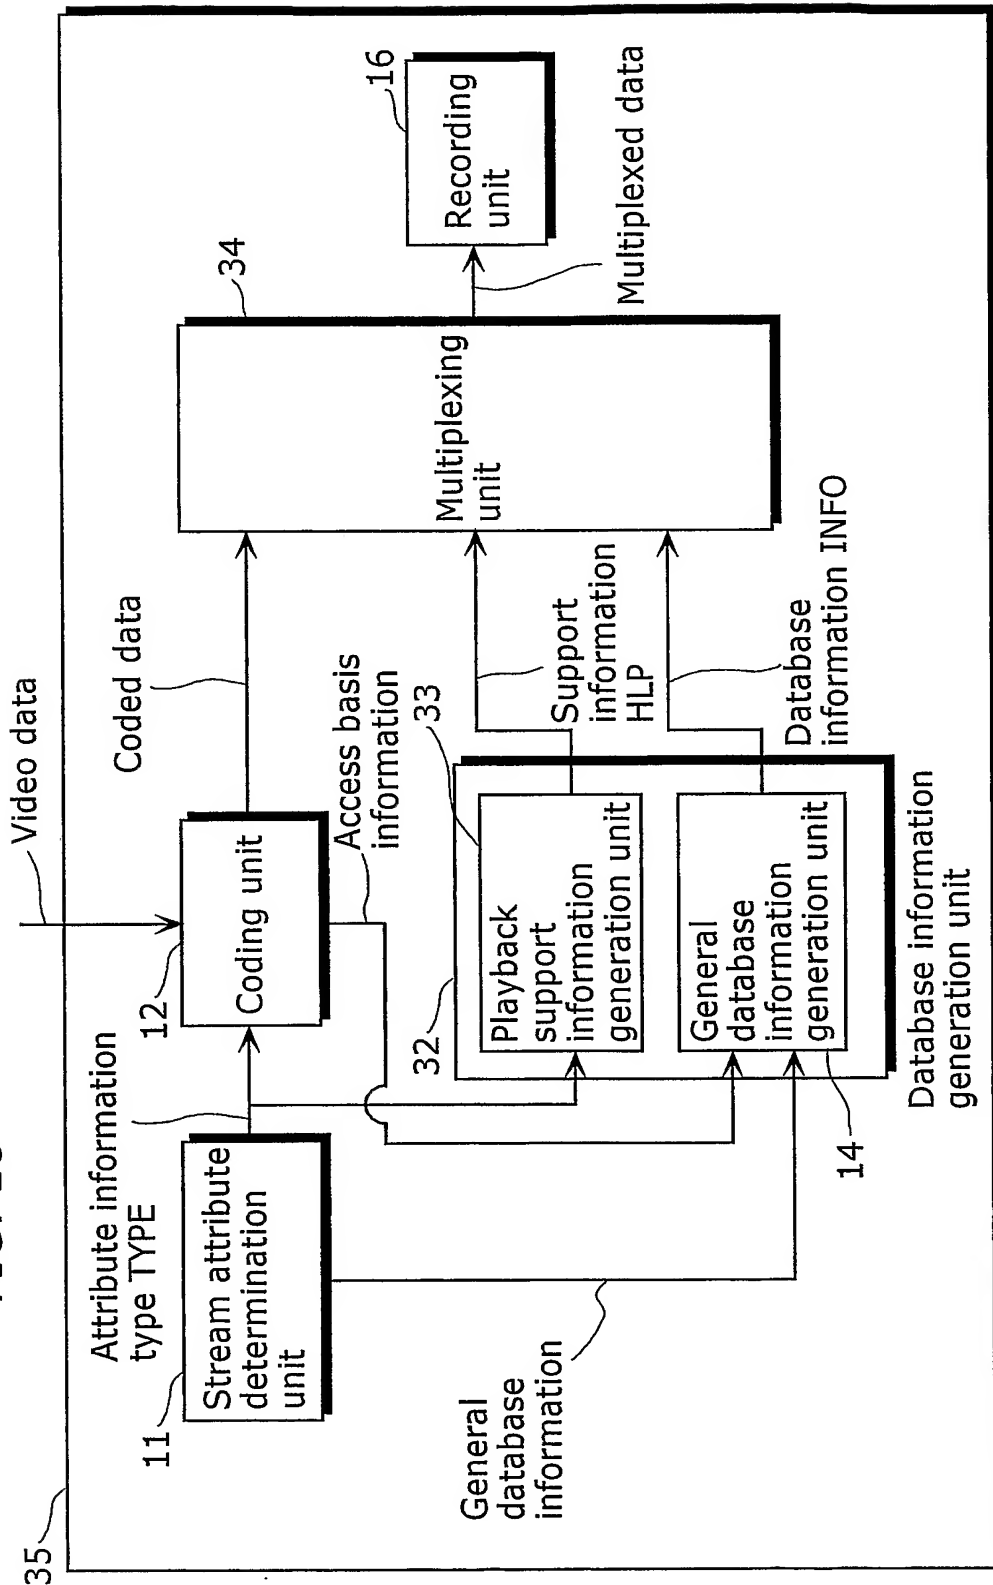 35
Video data
Attribute information
type TYPE
12
Coding unit
Coded data
11
Stream attribute
determination
unit
Access basis
information
34
Multiplexing
unit
16
Recording
unit
Multiplexed data
32
33
Playback
support
information
generation unit
Support
information
HLP
General
database
information
14
General
database
information
generation unit
Database
information INFO
Database information
generation unit